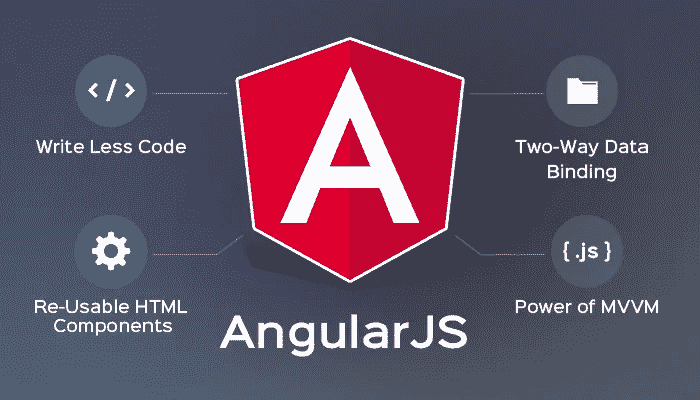 </>
Write Less Code
Re-Usable HTML
Components
A
AngularJS
Two-Way Data
Binding
{ .js }
Power of MVVM